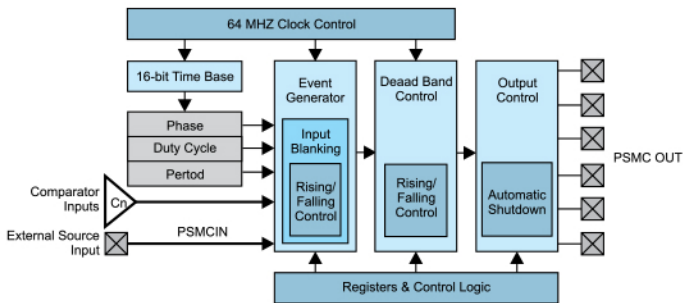 64 MHZ Clock Control
16-bit Time Base
Event
Generator
Deaad Band
Control
Output
Control
Phase
Duty Cycle
Pertod
Input
Blanking
Rising/
Falling
Control
Rising/
Falling
Control
Automatic
Shutdown
PSMC OUT
Comparator
Inputs
Cn
External Source
Input
PSMCIN
Registers & Control Logic